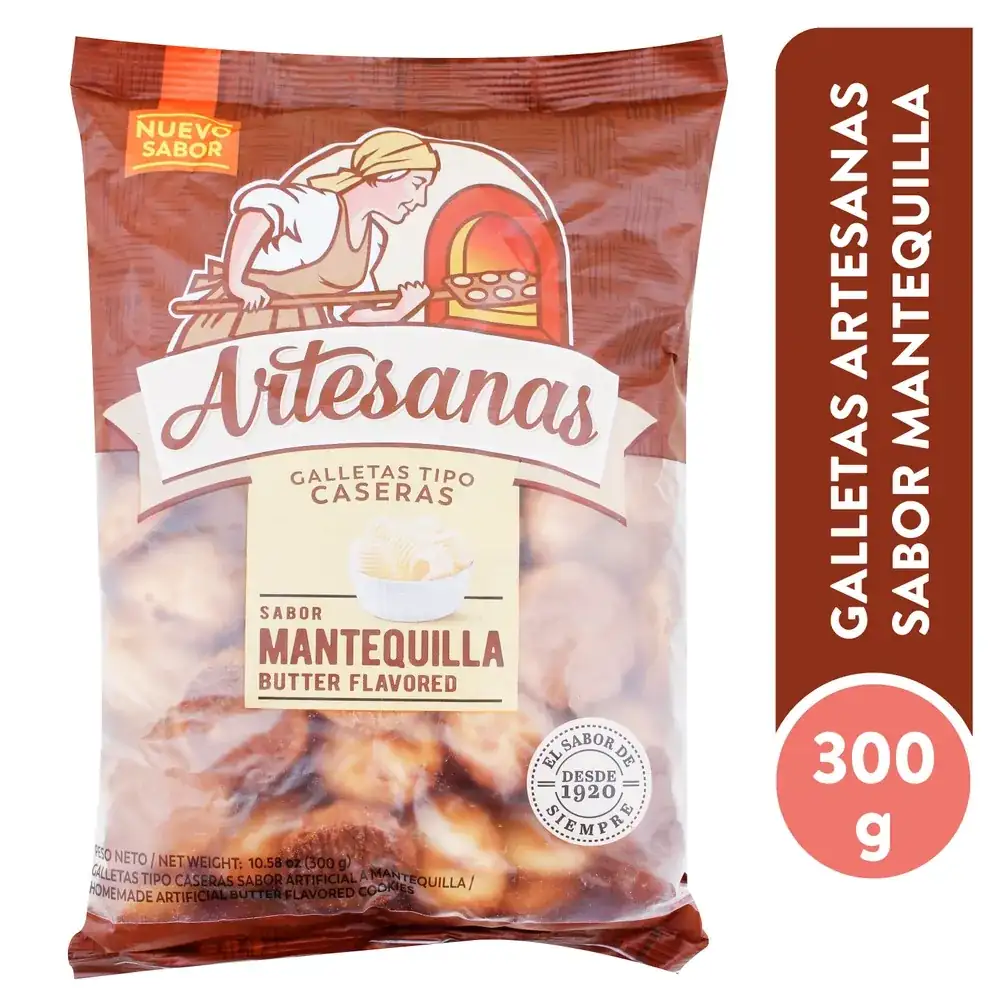 NUEVO
SABOR
Artesanas
GALLETAS TIPO
CASERAS
SABOR
MANTEQUILLA
BUTTER FLAVORED
EL SABOR DE
DESDE
1920
SIEMPRE
PESO NETO / NET WEIGHT: 10.58 oz (300 g)
GALLETAS TIPO CASERAS SABOR ARTIFICIAL A MANTEQUILLA /
HOMEMADE ARTIFICIAL BUTTER FLAVORED COOKIES
GALLETAS ARTESANAS
SABOR MANTEQUILLA
300
g